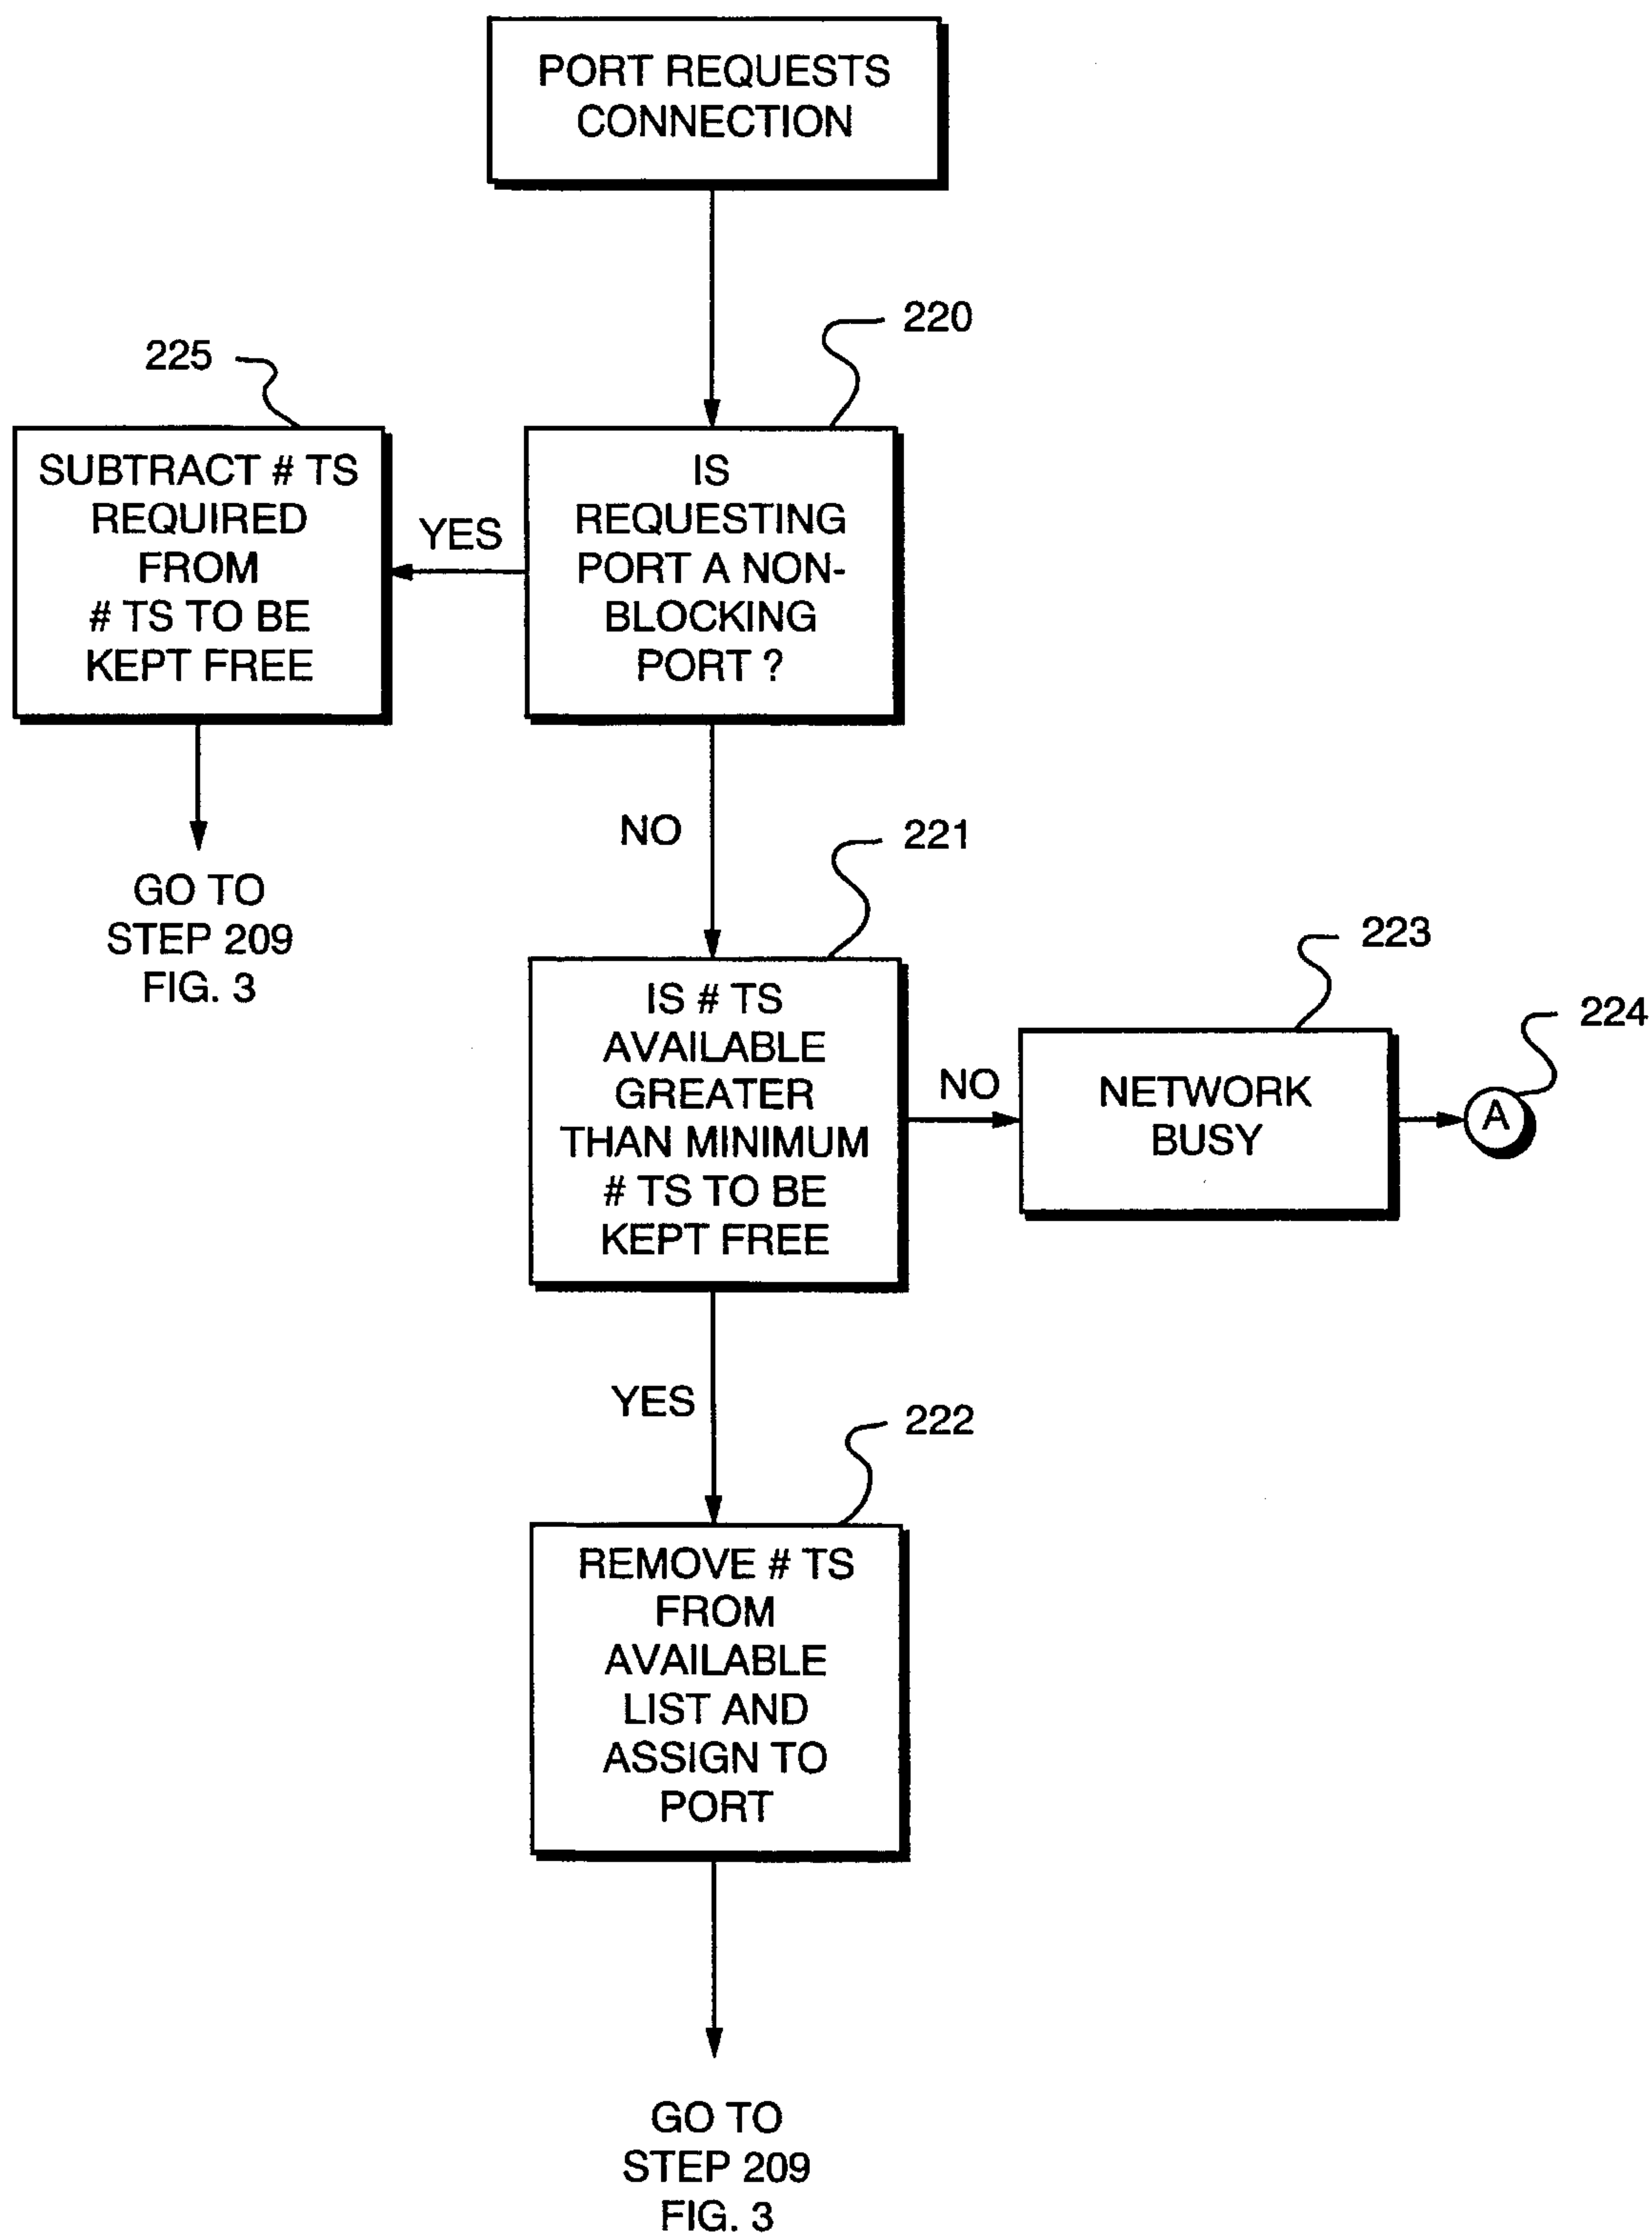 PORT REQUESTS
CONNECTION
220
225
SUBTRACT # TS
REQUIRED
FROM
# TS TO BE
KEPT FREE
YES
IS
REQUESTING
PORT A NON-
BLOCKING
PORT ?
NO
GO TO
STEP 209
FIG. 3
221
IS # TS
AVAILABLE
GREATER
THAN MINIMUM
# TS TO BE
KEPT FREE
NO
223
NETWORK
BUSY
224
A
YES
222
REMOVE # TS
FROM
AVAILABLE
LIST AND
ASSIGN TO
PORT
GO TO
STEP 209
FIG. 3